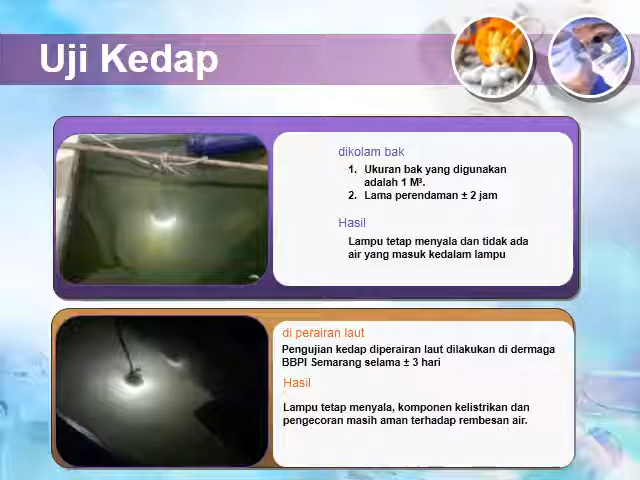 Uji Kedap
dikolam bak
1. Ukuran bak yang digunakan
adalah 1 M³.
2. Lama perendaman ± 2 jam
Hasil
Lampu tetap menyala dan tidak ada
air yang masuk kedalam lampu
di perairan laut
Pengujian kedap diperairan laut dilakukan di dermaga
BBPI Semarang selama ± 3 hari
Hasil
Lampu tetap menyala, komponen kelistrikan dan
pengecoran masih aman terhadap rembesan air.